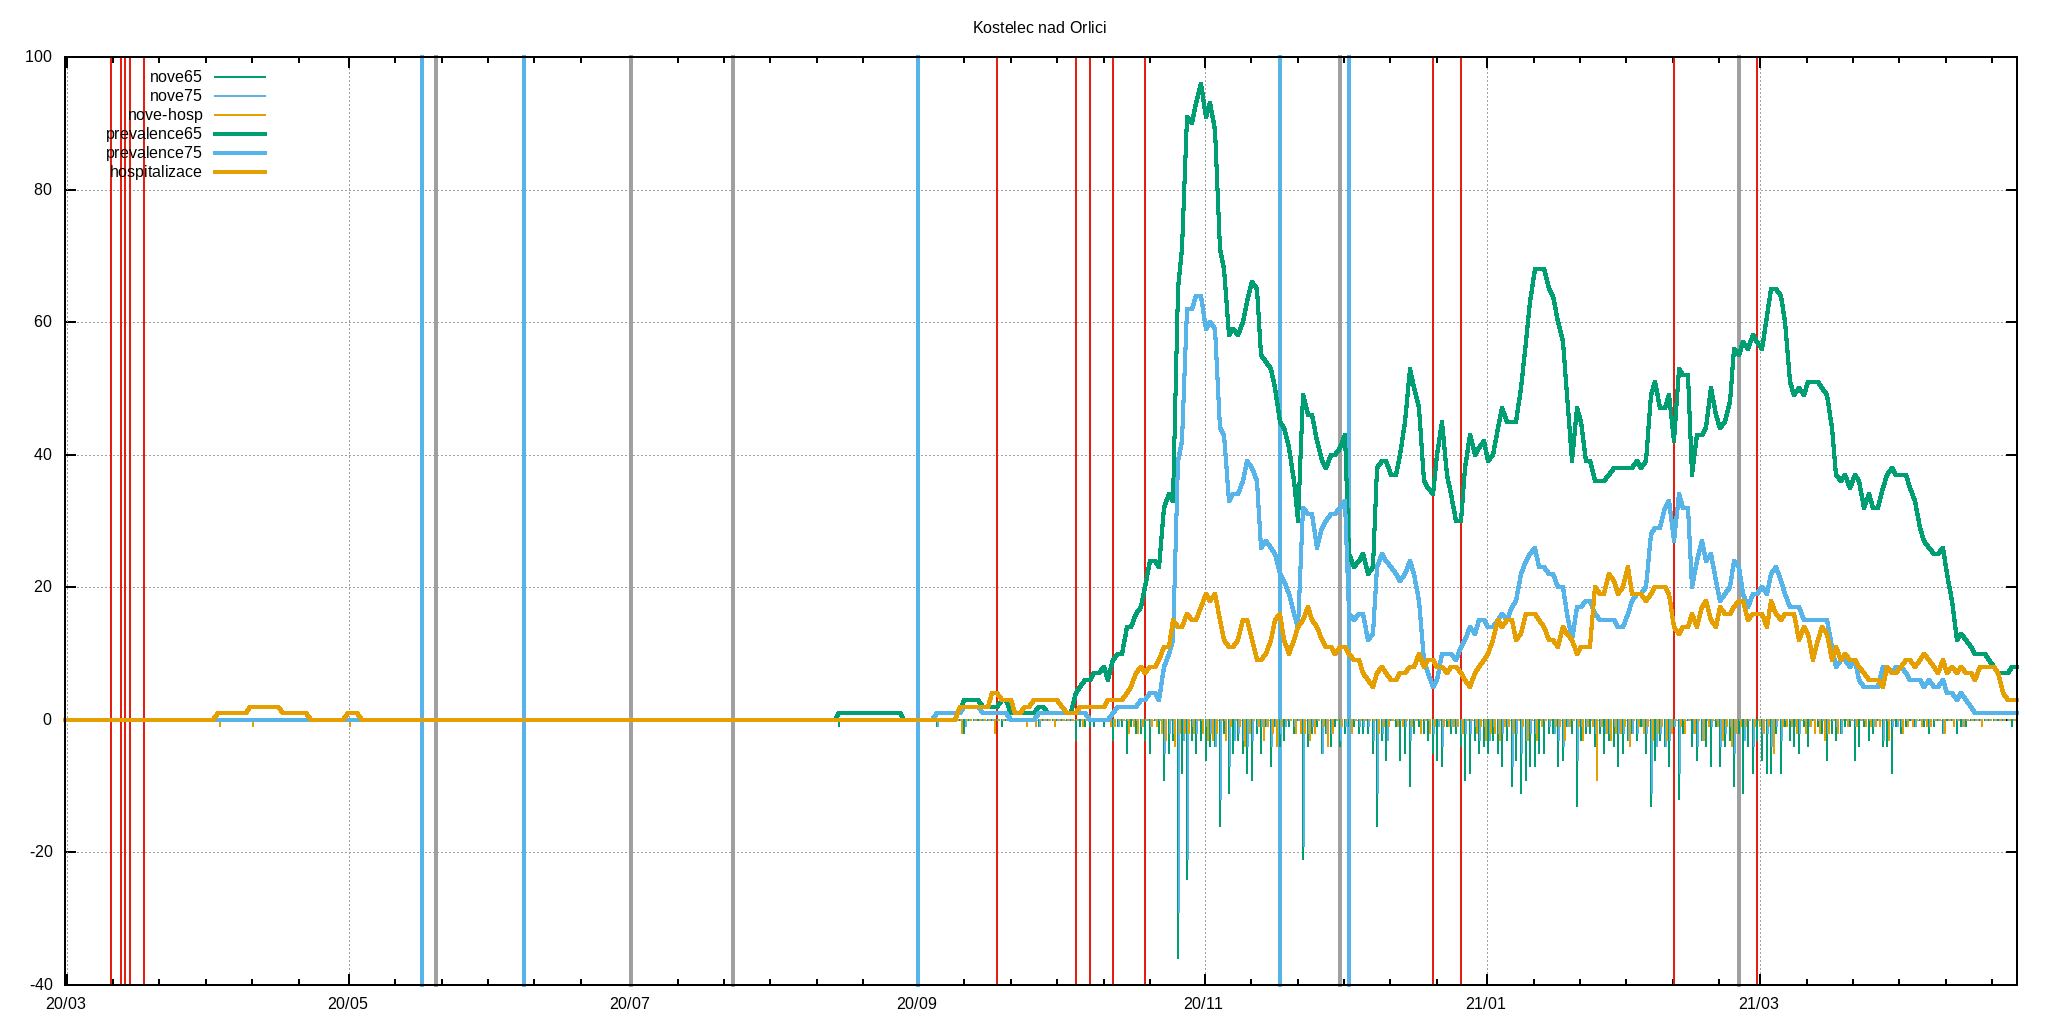 Kostelec nad Orlici
100
80
60
40
20
0
-20
-40
nove65
nove75
nove-hosp
prevalence65
prevalence75
hospitalizace
20/03
20/05
20/07
20/09
20/11
21/01
21/03